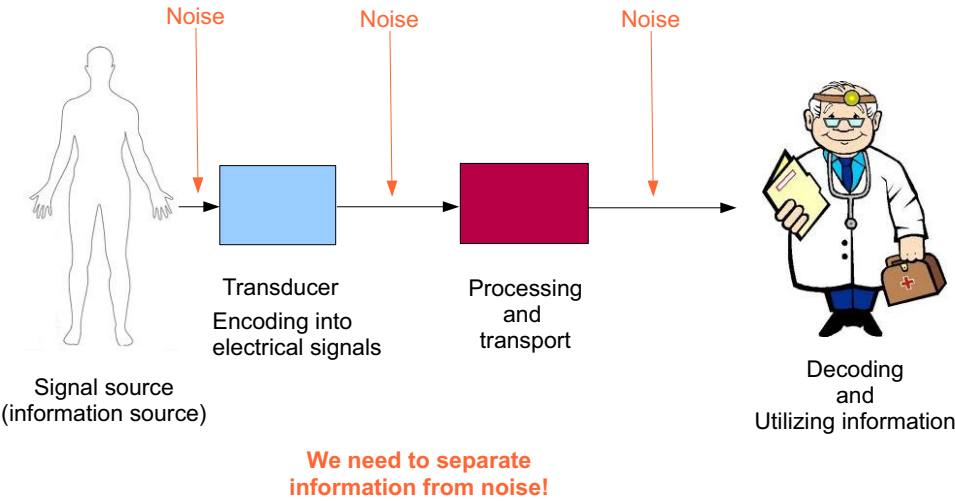 Noise
Noise
Noise
Transducer
Encoding into
electrical signals
Processing
and
transport
Signal source
(information source)
Decoding
and
Utilizing information
We need to separate
information from noise!